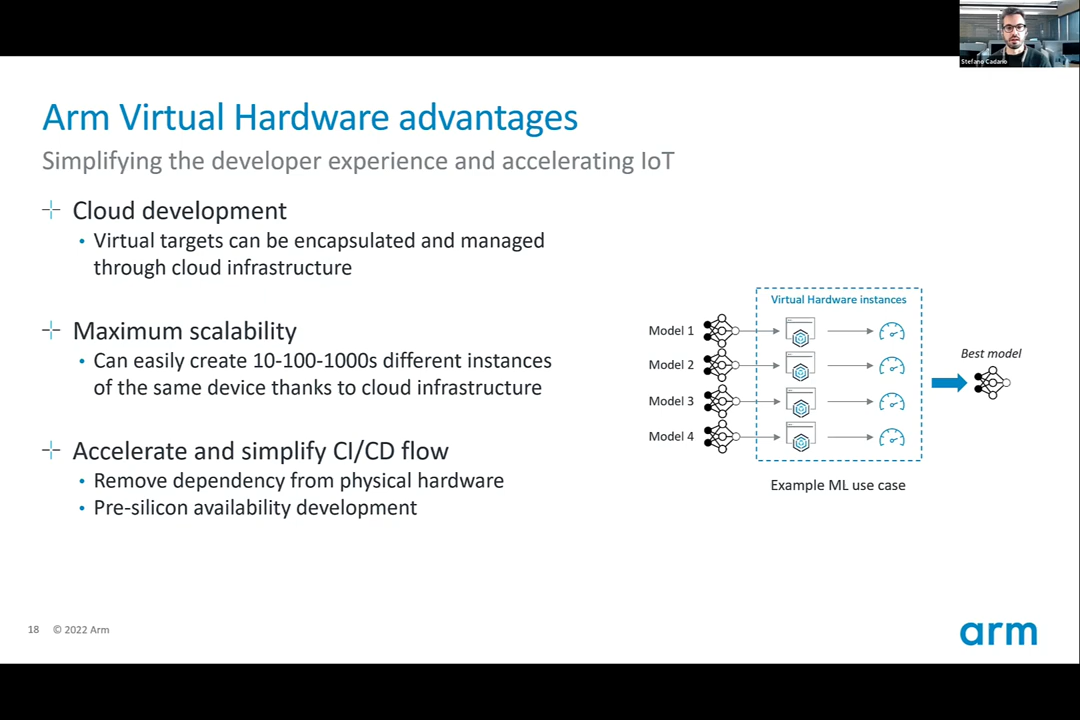 Stefano Cadario
Arm Virtual Hardware advantages
Simplifying the developer experience and accelerating IoT
Cloud development
• Virtual targets can be encapsulated and managed
through cloud infrastructure
Maximum scalability
• Can easily create 10-100-1000s different instances
of the same device thanks to cloud infrastructure
Accelerate and simplify CI/CD flow
• Remove dependency from physical hardware
• Pre-silicon availability development
Virtual Hardware instances
Model 1
Model 2
Model 3
Model 4
Best model
Example ML use case
18 © 2022 Arm
arm